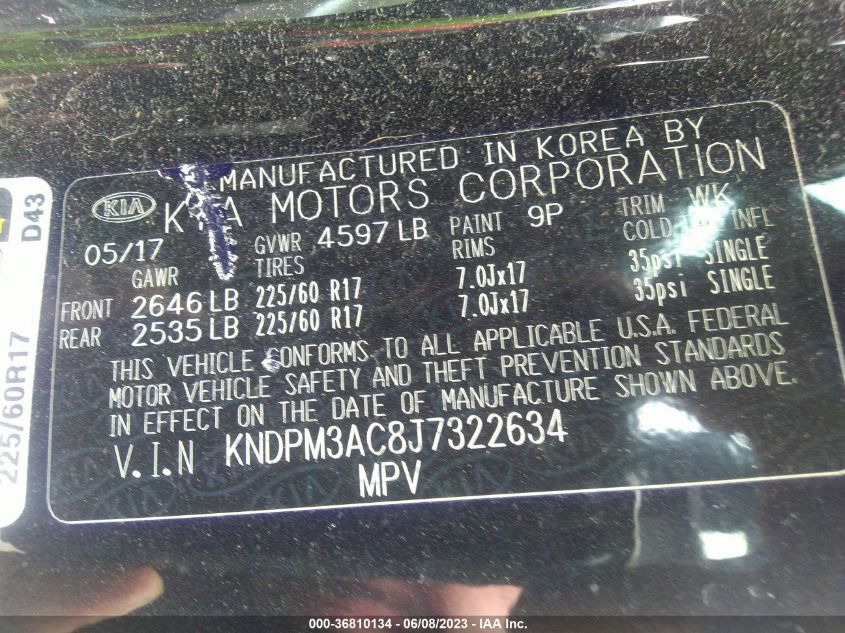 MANUFACTURED IN KOREA BY
KIA KIA MOTORS CORPORATION
05/17 GVWR 4597 LB PAINT 9P TRIM WK
GAWR TIRES RIMS COLD INFL
FRONT 2646 LB 225/60 R17 7.0Jx17 35psi SINGLE
REAR 2535 LB 225/60 R17 7.0Jx17 35psi SINGLE
THIS VEHICLE CONFORMS TO ALL APPLICABLE U.S.A. FEDERAL
MOTOR VEHICLE SAFETY AND THEFT PREVENTION STANDARDS
IN EFFECT ON THE DATE OF MANUFACTURE SHOWN ABOVE.
V.I.N KNDPM3AC8J7322634
MPV
D43
225/60R17
000-36810134 - 06/08/2023 - IAA Inc.